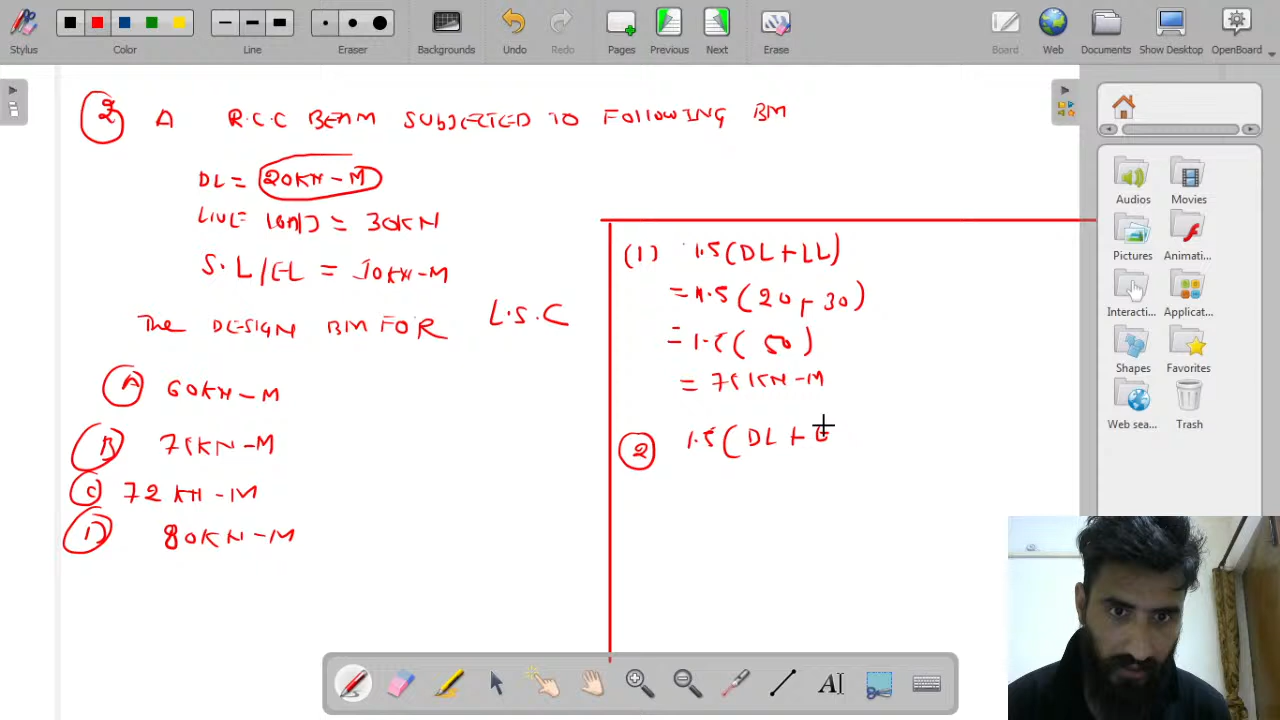 Stylus
Color
Line
Eraser
Backgrounds
Undo
Redo
Pages
Previous
Next
Erase
Board
Web
Documents
Show Desktop
OpenBoard
2 A R.C.C BEAM SUBJECTED TO FOLLOWING BM
DL = 20KN-M
LIVE LOAD = 30KN
S.L/EL = 10KN-M
The DESIGN BM FOR L.S.C
A 60KN-M
B 75KN-M
C 72KN-M
D 80KN-M
(1) 1.5(DL+LL)
=1.5(20+30)
=1.5(50)
=75KN-M
2 1.5(DL+
Audios
Movies
Pictures
Animati...
Interacti...
Applicat...
Shapes
Favorites
Web sea...
Trash